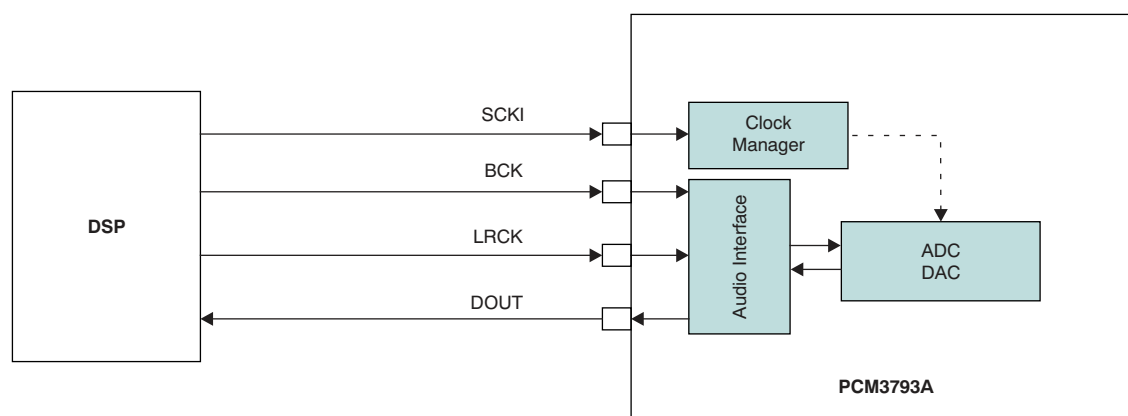 SCKI
Clock
Manager
BCK
DSP
LRCK
Audio Interface
ADC
DAC
DOUT
PCM3793A